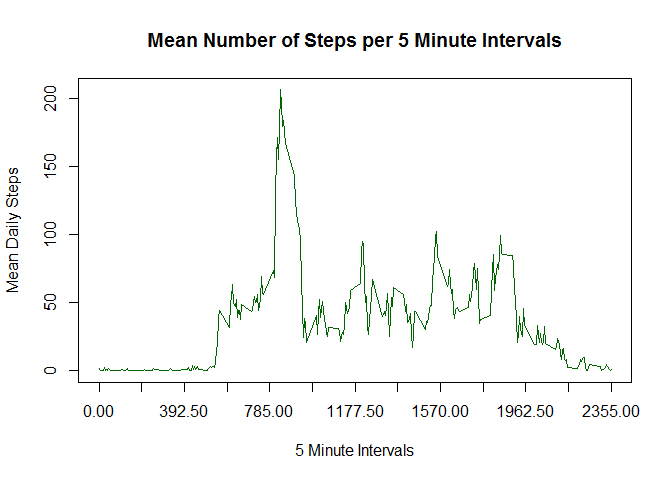 Mean Number of Steps per 5 Minute Intervals
Mean Daily Steps
200
150
100
50
0
0.00 392.50 785.00 1177.50 1570.00 1962.50 2355.00
5 Minute Intervals